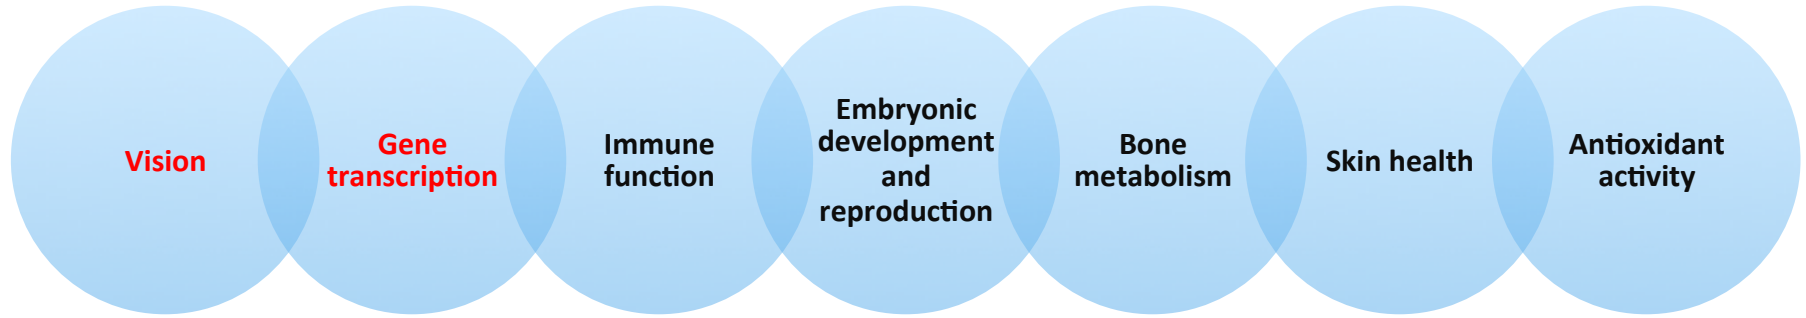 Vision
Gene
transcription
Immune
function
Embryonic
development
and
reproduction
Bone
metabolism
Skin health
Antioxidant
activity